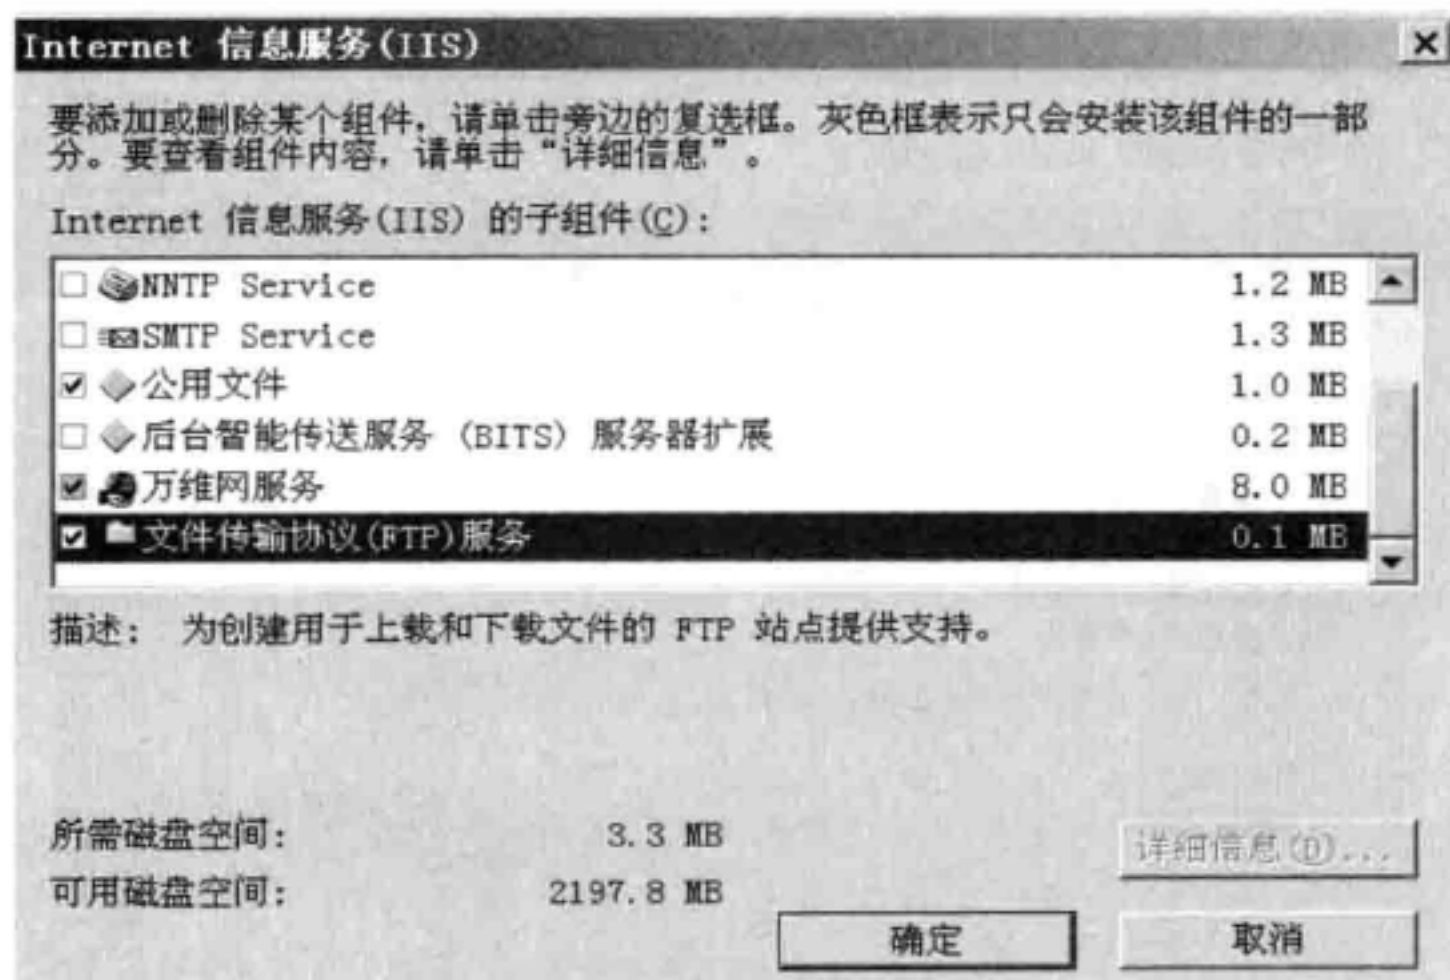 Internet 信息服务(IIS)
要添加或删除某个组件，请单击旁边的复选框。灰色框表示只会安装该组件的一部
分。要查看组件内容，请单击“详细信息”。
Internet 信息服务(IIS) 的子组件(C):
NNTP Service 1.2 MB
SMTP Service 1.3 MB
公用文件 1.0 MB
后台智能传送服务 (BITS) 服务器扩展 0.2 MB
万维网服务 8.0 MB
文件传输协议(FTP)服务 0.1 MB
描述: 为创建用于上载和下载文件的 FTP 站点提供支持。
所需磁盘空间: 3.3 MB
详细信息(D)...
可用磁盘空间: 2197.8 MB
确定 取消